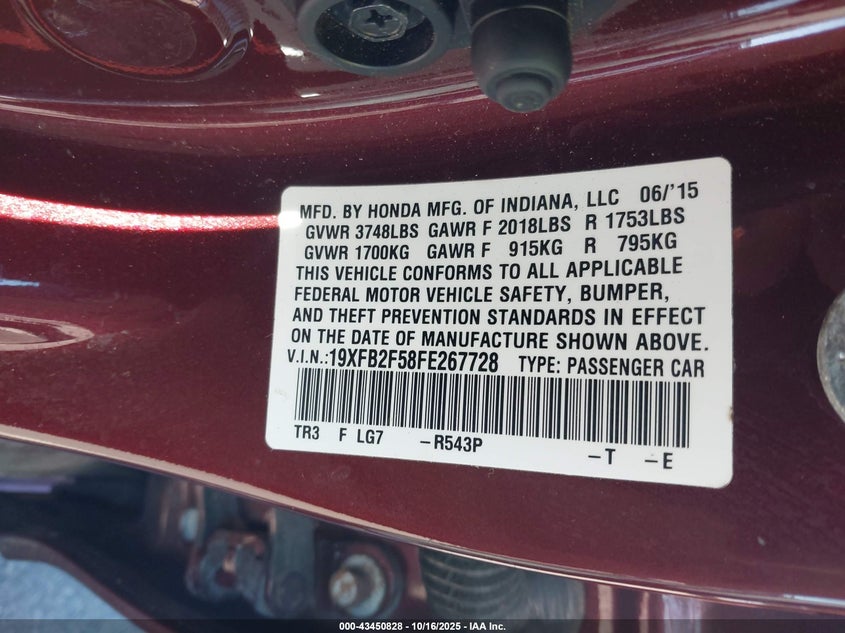 MFD. BY HONDA MFG. OF INDIANA, LLC 06/'15
GVWR 3748LBS GAWR F 2018LBS R 1753LBS
GVWR 1700KG GAWR F 915KG R 795KG
THIS VEHICLE CONFORMS TO ALL APPLICABLE
FEDERAL MOTOR VEHICLE SAFETY, BUMPER,
AND THEFT PREVENTION STANDARDS IN EFFECT
ON THE DATE OF MANUFACTURE SHOWN ABOVE.
V.I.N.:19XFB2F58FE267728 TYPE: PASSENGER CAR
TR3 F LG7 -R543P -T -E
000-43450828 - 10/16/2025 - IAA Inc.